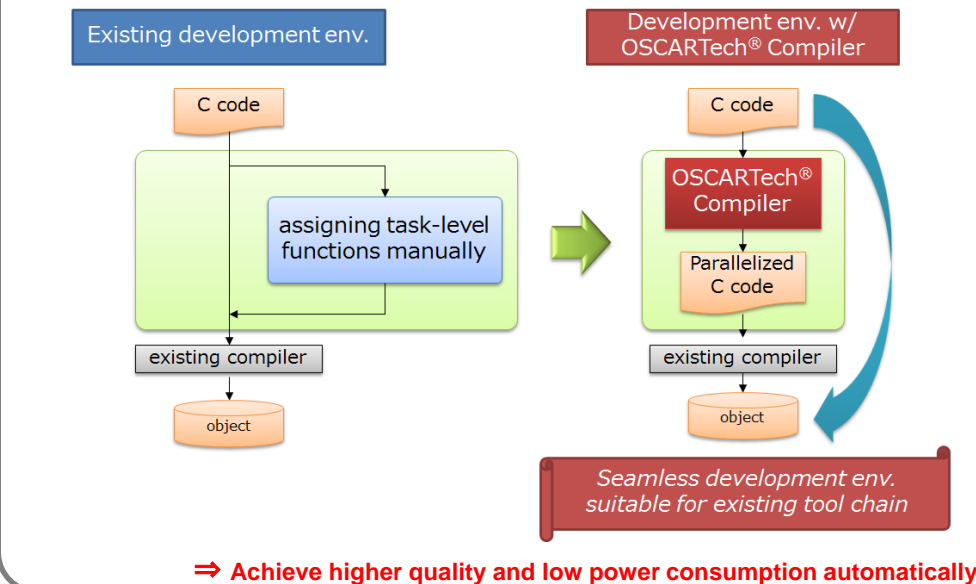 Existing development env.
C code
assigning task-level
functions manually
existing compiler
object
Development env. w/
OSCARTech® Compiler
C code
OSCARTech®
Compiler
Parallelized
C code
existing compiler
object
Seamless development env.
suitable for existing tool chain
⇒ Achieve higher quality and low power consumption automatically